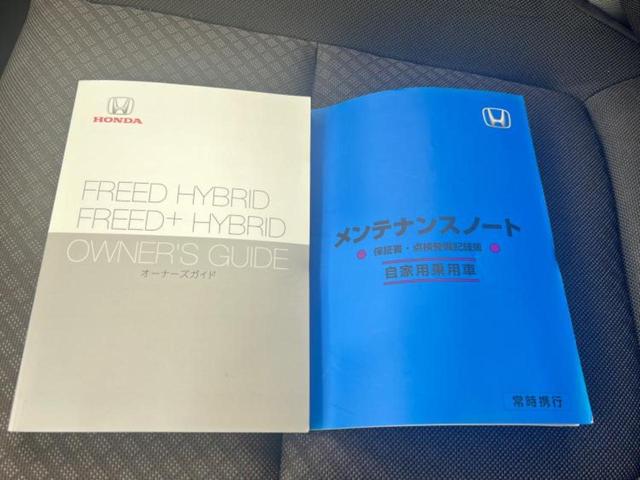 HONDA
FREED HYBRID
FREED+ HYBRID
OWNER'S GUIDE
オーナーズガイド
メンテナンスノート
保証書・点検整備記録簿
自家用乗用車
常時携行